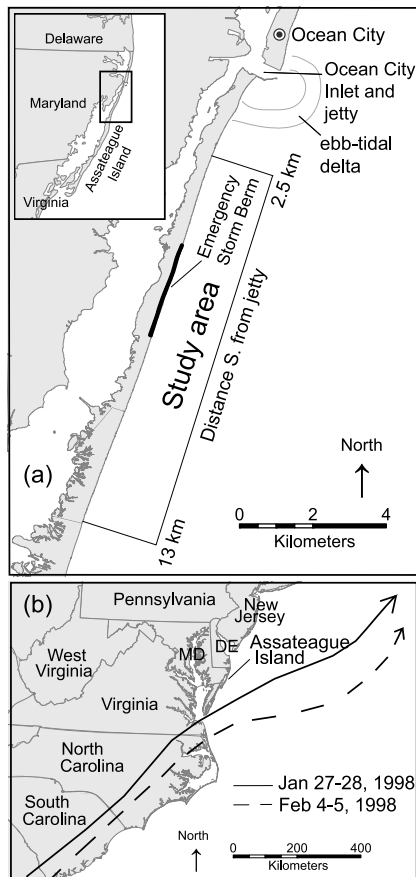 (a)
Delaware
Maryland
Virginia
Assateague
Island
Ocean City
Ocean City
Inlet and
jetty
ebb-tidal
delta
2.5 km
Emergency
Storm Berm
Study area
Distance S. from jetty
13 km
North
0 2 4
Kilometers
(b)
Pennsylvania
New
Jersey
West
Virginia
MD
DE
Assateague
Island
Virginia
North
Carolina
South
Carolina
Jan 27-28, 1998
Feb 4-5, 1998
North
0 200 400
Kilometers